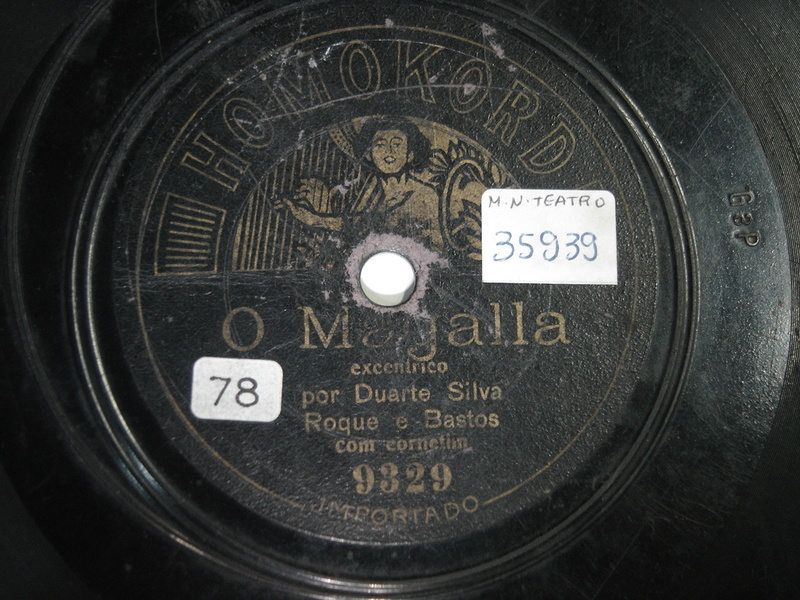 HOMOKORD
M.N.TEATRO
35939
O Magalla
excentrico
78
por Duarte Silva
Roque e Bastos
com cornetim
9329
IMPORTADO